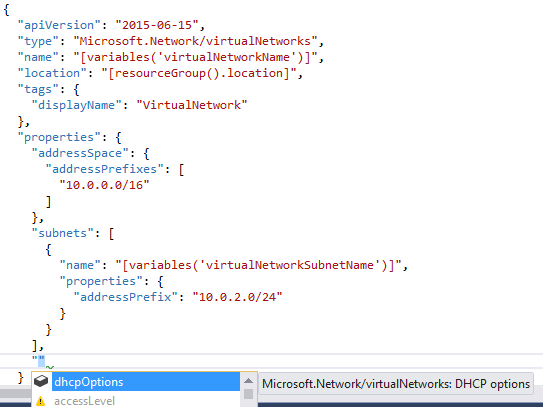 {
"apiVersion": "2015-06-15",
"type": "Microsoft.Network/virtualNetworks",
"name": "[variables('virtualNetworkName')]",
"location": "[resourceGroup().location]",
"tags": {
"displayName": "VirtualNetwork"
},
"properties": {
"addressSpace": {
"addressPrefixes": [
"10.0.0.0/16"
]
},
"subnets": [
{
"name": "[variables('virtualNetworkSubnetName')]",
"properties": {
"addressPrefix": "10.0.2.0/24"
}
}
],
""
}
dhcpOptions
Microsoft.Network/virtualNetworks: DHCP options
accessLevel